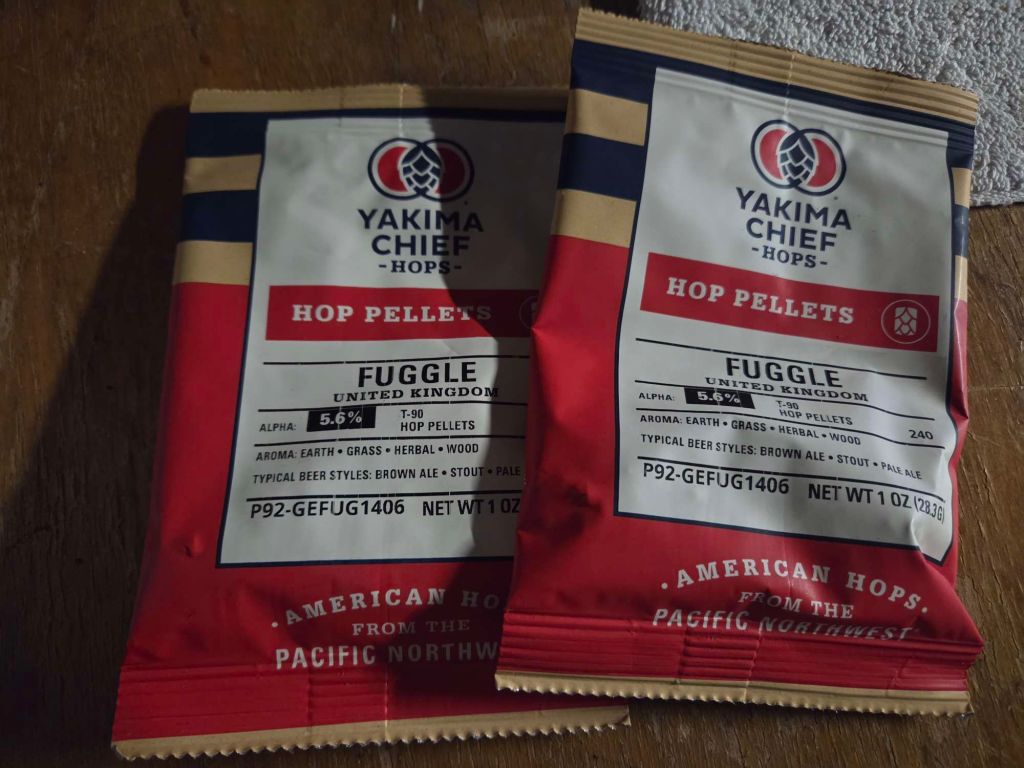 YAKIMA
CHIEF
-HOPS-
HOP PELLETS
FUGGLE
UNITED KINGDOM
ALPHA: 5.6% T-90
HOP PELLETS
AROMA: EARTH • GRASS • HERBAL • WOOD
TYPICAL BEER STYLES: BROWN ALE • STOUT • PALE
P92-GEFUG1406 NET WT 1 OZ
• AMERICAN HO
FROM THE
PACIFIC NORTHW
YAKIMA
CHIEF
-HOPS-
HOP PELLETS
FUGGLE
UNITED KINGDOM
ALPHA: 5.6% T-90
HOP PELLETS 240
AROMA: EARTH • GRASS • HERBAL • WOOD
TYPICAL BEER STYLES: BROWN ALE • STOUT • PALE ALE
P92-GEFUG1406 NET WT 1 OZ (28.3G)
• AMERICAN HOPS •
FROM THE
PACIFIC NORTHWEST